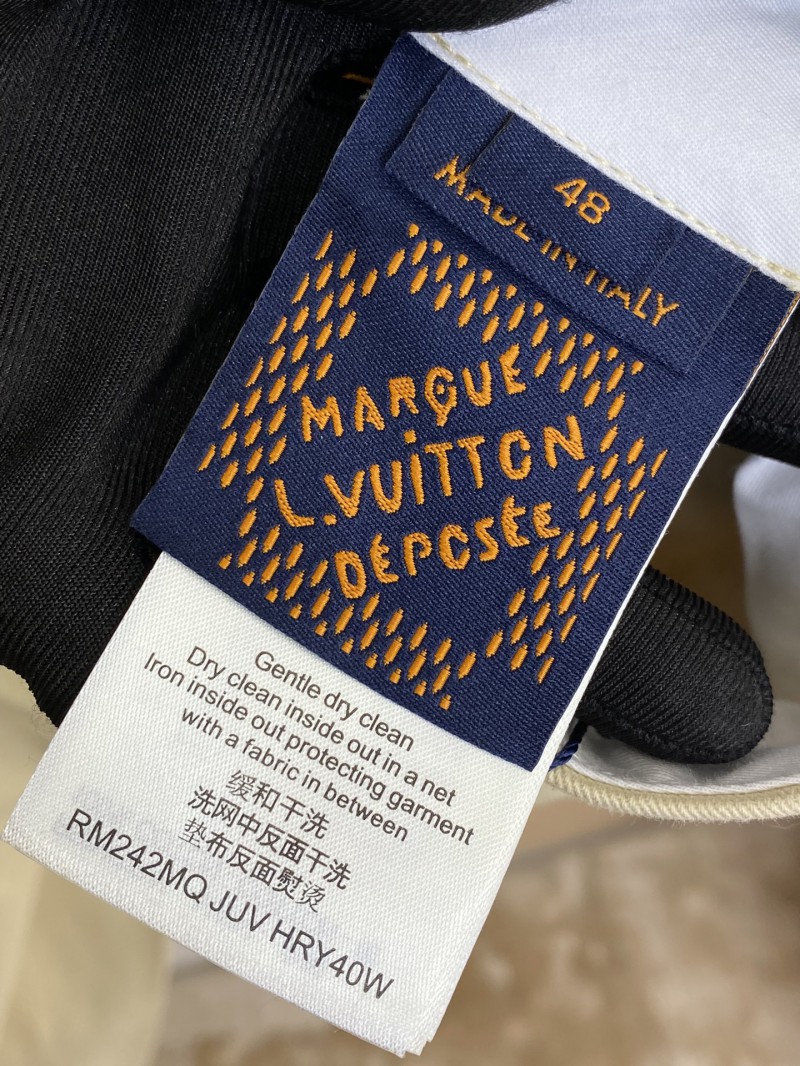 48
MADE IN ITALY
MARQUE
L.VUITTON
DÉPOSÉE
Gentle dry clean
Dry clean inside out in a net
Iron inside out protecting garment
with a fabric in between
缓和干洗
洗网中反面干洗
垫布反面熨烫
RM242MQ JUV HRY40W